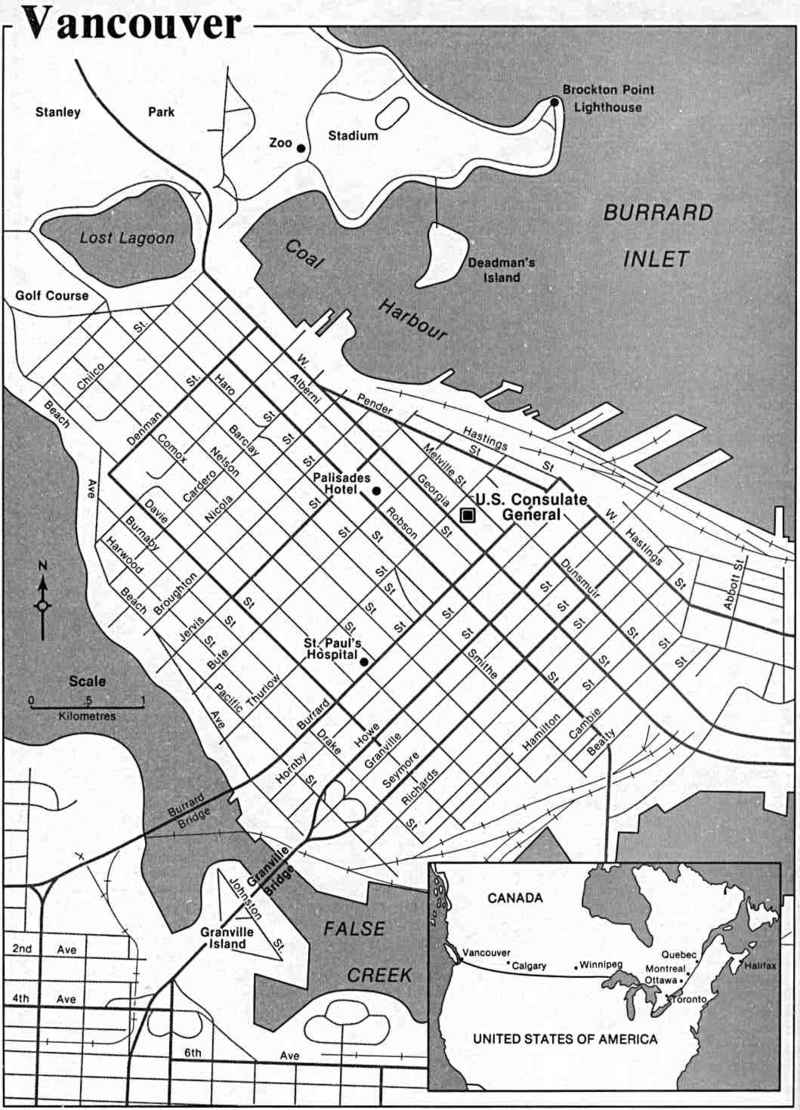 Vancouver
Stanley Park
Zoo
Stadium
Brockton Point
Lighthouse
Lost Lagoon
Coal
Harbour
BURRARD
INLET
Deadman's
Island
Golf Course
St.
Chilco
Beach
Ave
W.
Alberni
Pender
Hastings
St
St
Denman
St.
Haro
St
Barclay
St
Comox
Nelson
Cardero
Nicola
St
Melville St
Georgia
St
Palisades
Hotel
Robson
U.S. Consulate
General
W.
Hastings
St
Abbott St
Davie
Burnaby
Harwood
Beach
Broughton
St
Jervis
St
Bute
St
St
St
St
St
St
St
St
Dunsmuir
St
St
St
St
St
St
St
St
St
N
Scale
0 .5 1
Kilometres
St. Paul's
Hospital
Smithe
Pacific
Ave
Thurlow
Burrard
Drake
Howe
Granville
Hornby
St
Seymore
Richards
St
Hamilton
Cambie
Beatty
Burrard
Bridge
Granville
Bridge
Johnston
St
Granville
Island
FALSE
CREEK
2nd Ave
4th Ave
6th Ave
CANADA
Vancouver
Calgary
Winnipeg
Quebec
Montreal
Ottawa
Toronto
Halifax
UNITED STATES OF AMERICA